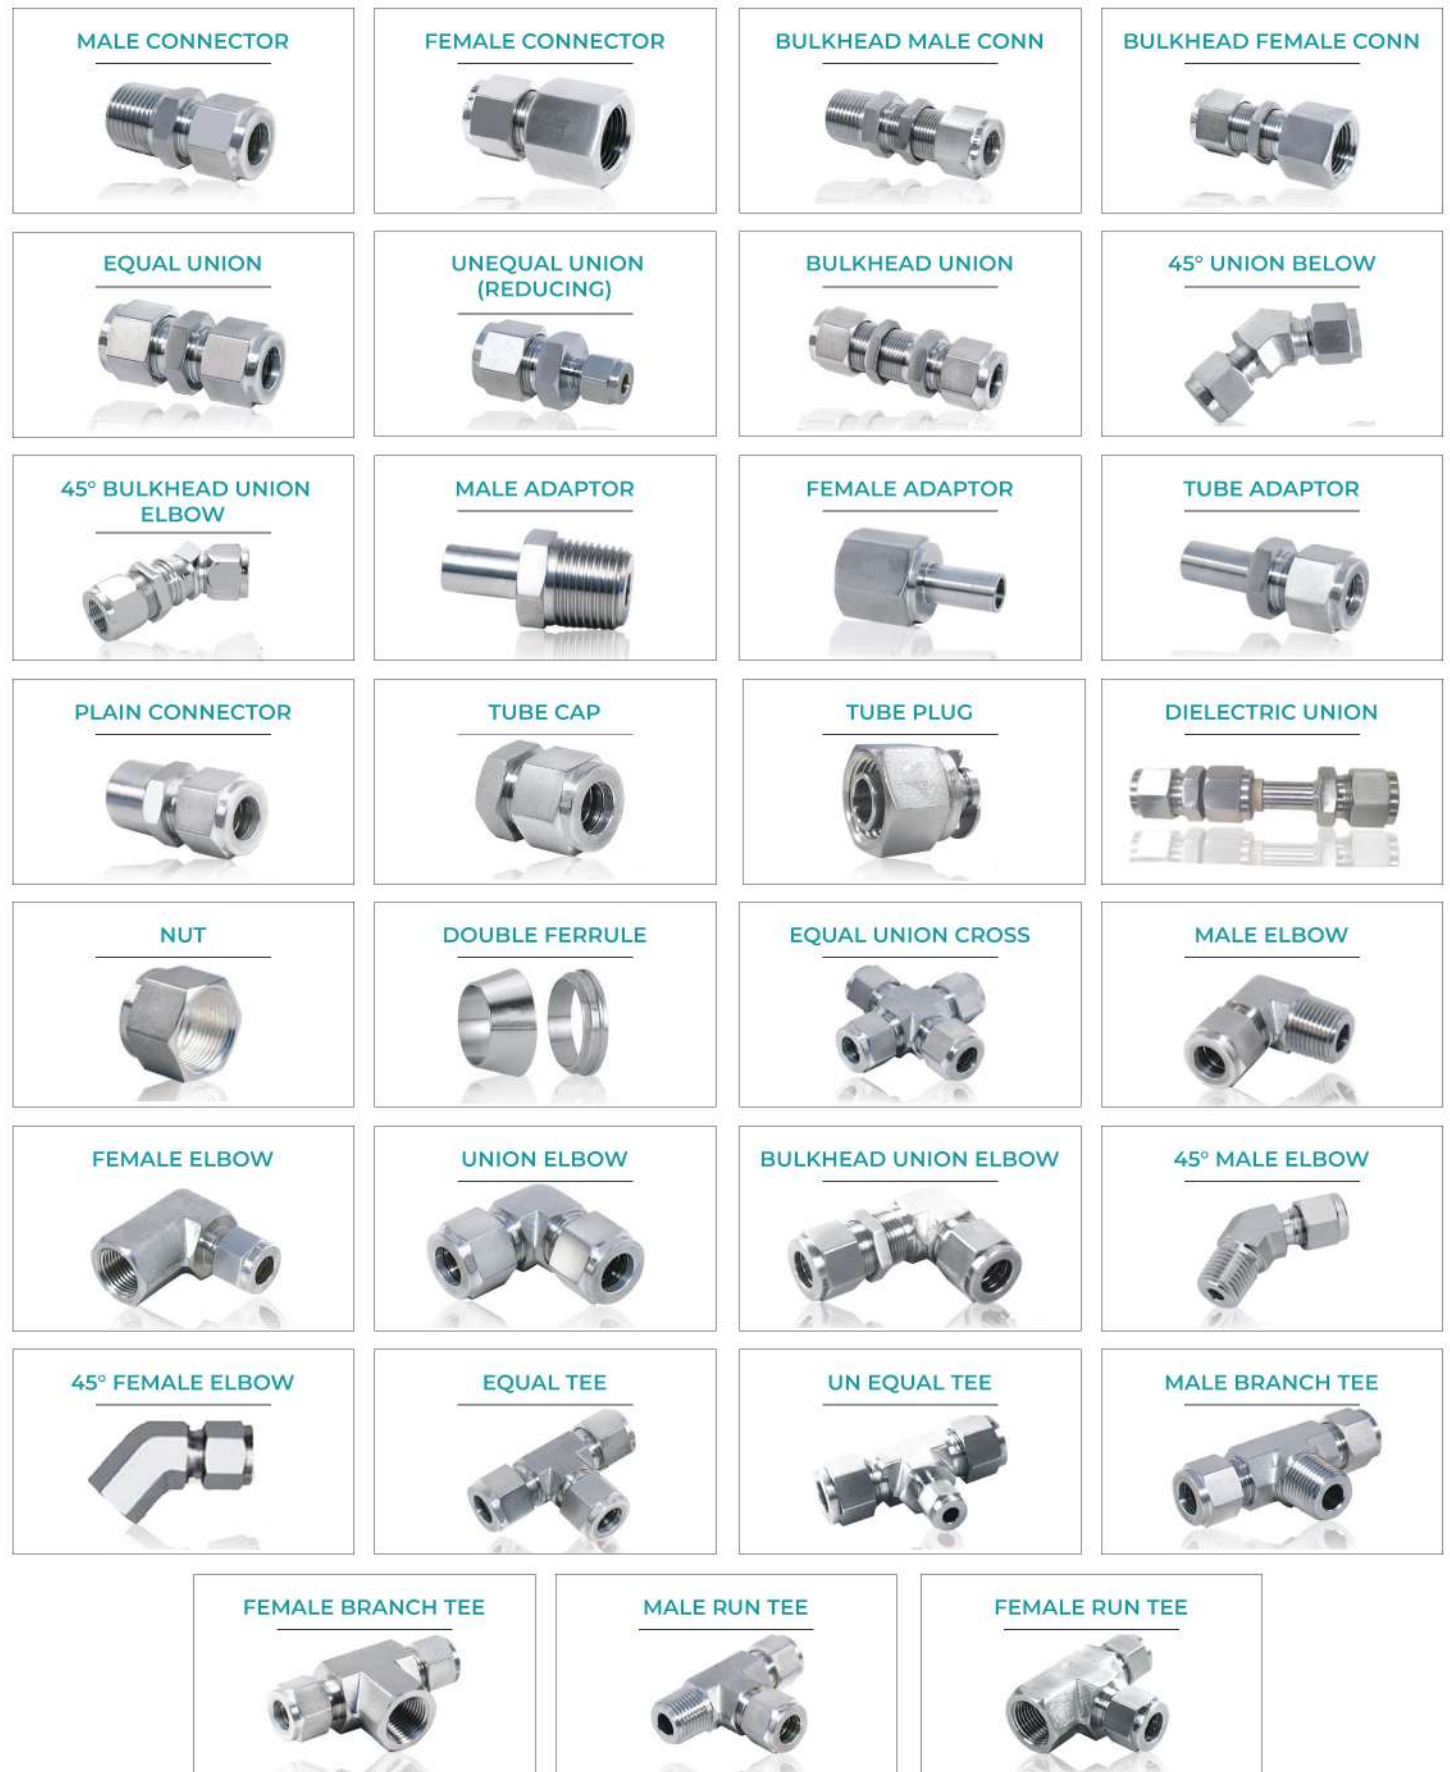 MALE CONNECTOR
FEMALE CONNECTOR
BULKHEAD MALE CONN
BULKHEAD FEMALE CONN
EQUAL UNION
UNEQUAL UNION
(REDUCING)
BULKHEAD UNION
45° UNION BELOW
45° BULKHEAD UNION
ELBOW
MALE ADAPTOR
FEMALE ADAPTOR
TUBE ADAPTOR
PLAIN CONNECTOR
TUBE CAP
TUBE PLUG
DIELECTRIC UNION
NUT
DOUBLE FERRULE
EQUAL UNION CROSS
MALE ELBOW
FEMALE ELBOW
UNION ELBOW
BULKHEAD UNION ELBOW
45° MALE ELBOW
45° FEMALE ELBOW
EQUAL TEE
UN EQUAL TEE
MALE BRANCH TEE
FEMALE BRANCH TEE
MALE RUN TEE
FEMALE RUN TEE